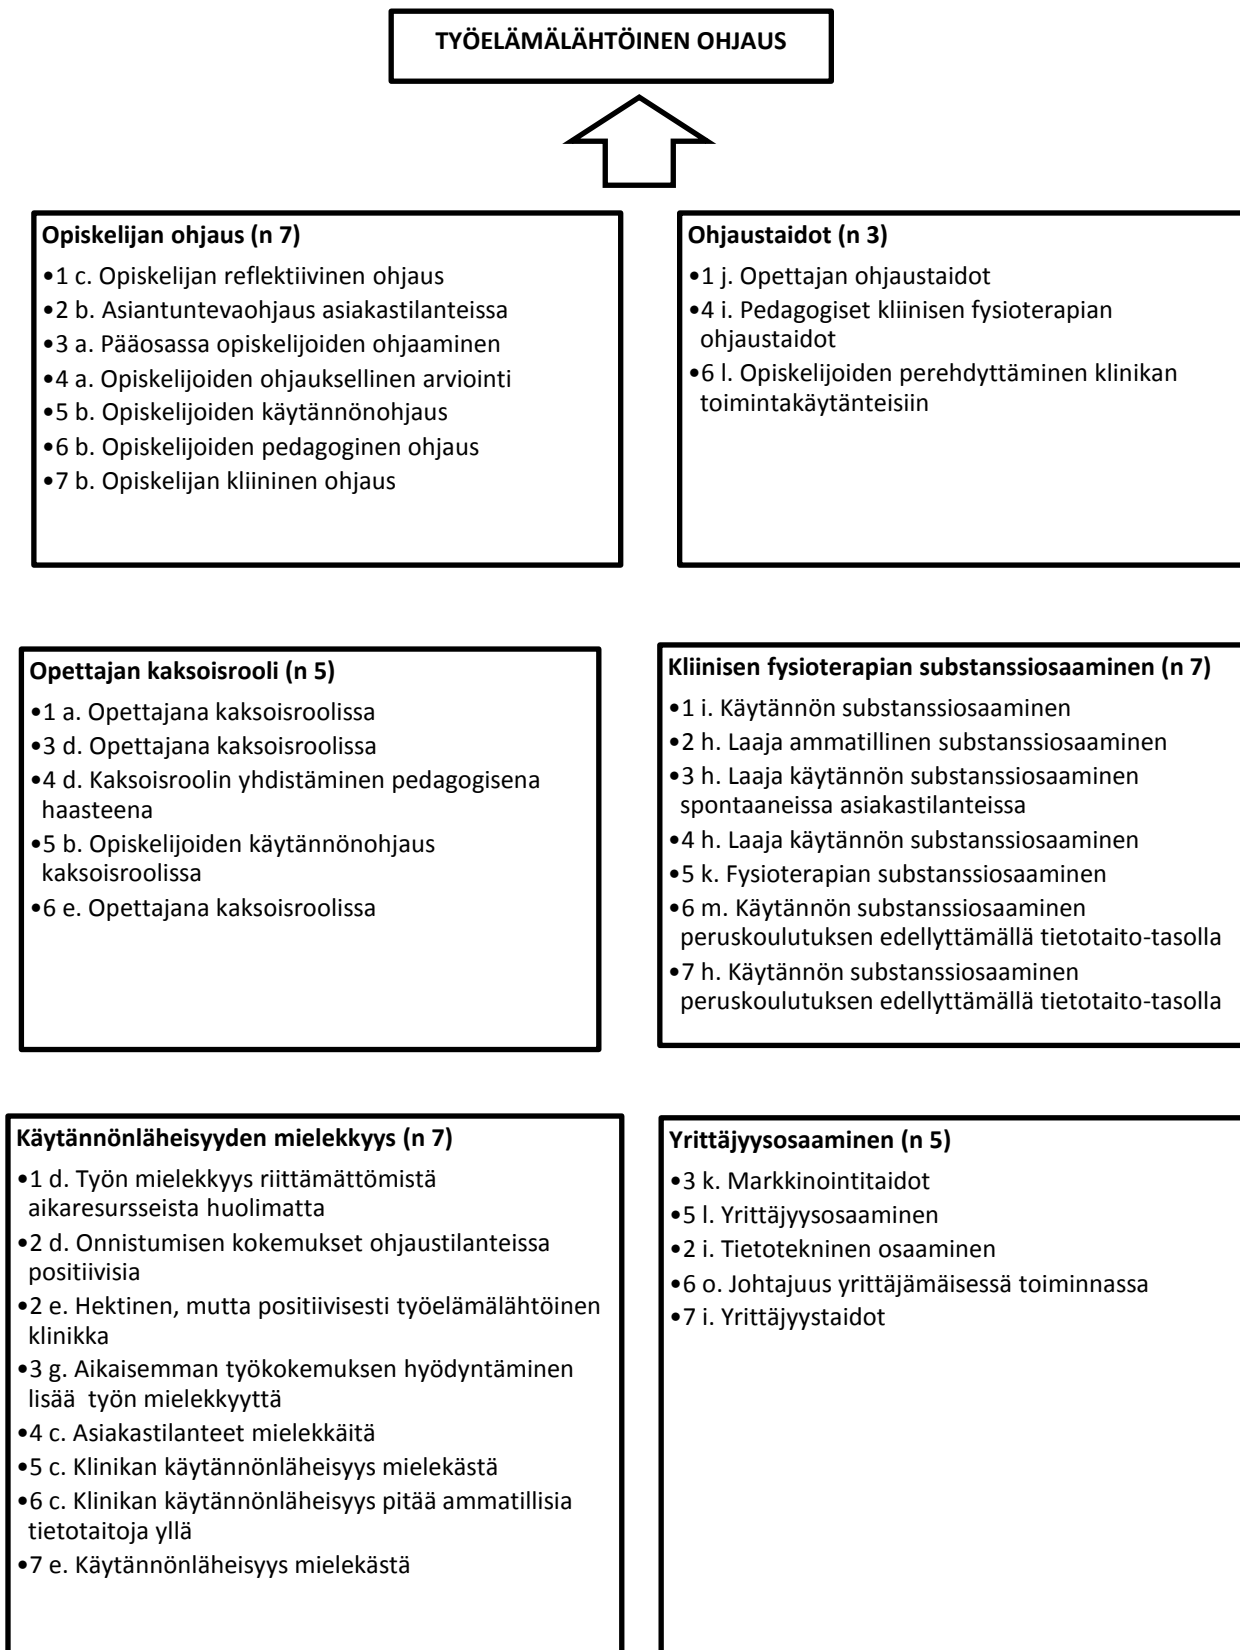 TYÖELÄMÄLÄHTÖINEN OHJAUS
Opiskelijan ohjaus (n 7)
•1 c. Opiskelijan reflektiivinen ohjaus
•2 b. Asiantuntevaohjaus asiakastilanteissa
•3 a. Pääosassa opiskelijoiden ohjaaminen
•4 a. Opiskelijoiden ohjauksellinen arviointi
•5 b. Opiskelijoiden käytännönohjaus
•6 b. Opiskelijoiden pedagoginen ohjaus
•7 b. Opiskelijan kliininen ohjaus
Ohjaustaidot (n 3)
•1 j. Opettajan ohjaustaidot
•4 i. Pedagogiset kliinisen fysioterapian
ohjaustaidot
•6 l. Opiskelijoiden perehdyttäminen klinikan
toimintakäytänteisiin
Opettajan kaksoisrooli (n 5)
•1 a. Opettajana kaksoisroolissa
•3 d. Opettajana kaksoisroolissa
•4 d. Kaksoisroolin yhdistäminen pedagogisena
haasteena
•5 b. Opiskelijoiden käytännönohjaus
kaksoisroolissa
•6 e. Opettajana kaksoisroolissa
Kliinisen fysioterapian substanssiosaaminen (n 7)
•1 i. Käytännön substanssiosaaminen
•2 h. Laaja ammatillinen substanssiosaaminen
•3 h. Laaja käytännön substanssiosaaminen
spontaaneissa asiakastilanteissa
•4 h. Laaja käytännön substanssiosaaminen
•5 k. Fysioterapian substanssiosaaminen
•6 m. Käytännön substanssiosaaminen
peruskoulutuksen edellyttämällä tietotaito-tasolla
•7 h. Käytännön substanssiosaaminen
peruskoulutuksen edellyttämällä tietotaito-tasolla
Käytännönläheisyyden mielekkyys (n 7)
•1 d. Työn mielekkyys riittämättömistä
aikaresursseista huolimatta
•2 d. Onnistumisen kokemukset ohjaustilanteissa
positiivisia
•2 e. Hektinen, mutta positiivisesti työelämälähtöinen
klinikka
•3 g. Aikaisemman työkokemuksen hyödyntäminen
lisää työn mielekkyyttä
•4 c. Asiakastilanteet mielekkäitä
•5 c. Klinikan käytännönläheisyys mielekästä
•6 c. Klinikan käytännönläheisyys pitää ammatillisia
tietotaitoja yllä
•7 e. Käytännönläheisyys mielekästä
Yrittäjyysosaaminen (n 5)
•3 k. Markkinointitaidot
•5 l. Yrittäjyysosaaminen
•2 i. Tietotekninen osaaminen
•6 o. Johtajuus yrittäjämäisessä toiminnassa
•7 i. Yrittäjyystaidot